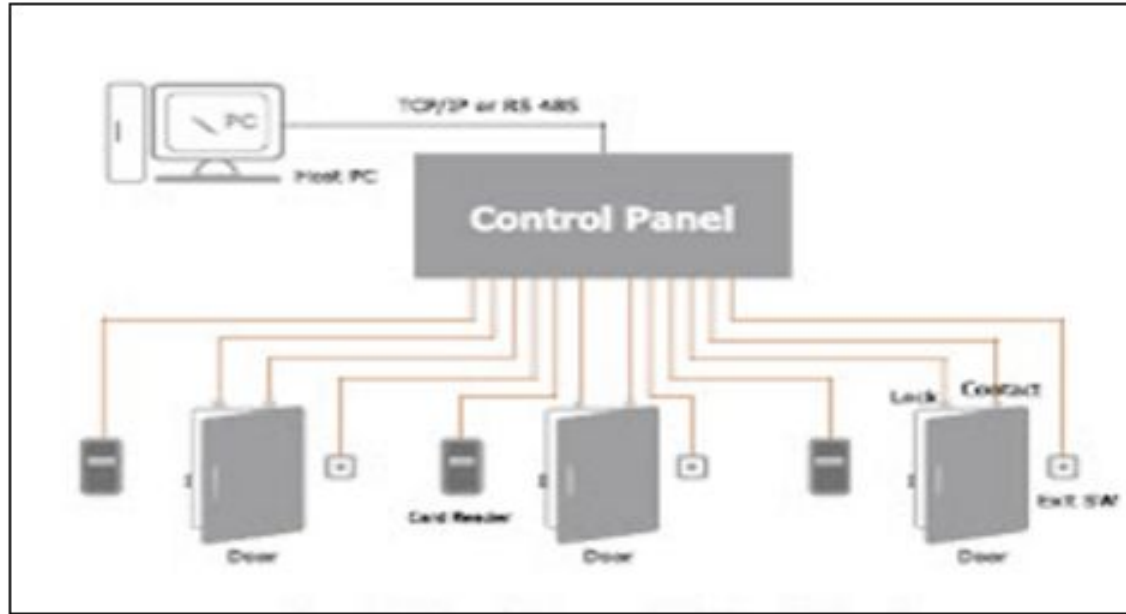 TCP/IP or RS 485
PC
Host PC
Control Panel
Lock
Contact
Card Reader
Exit SW
Door
Door
Door